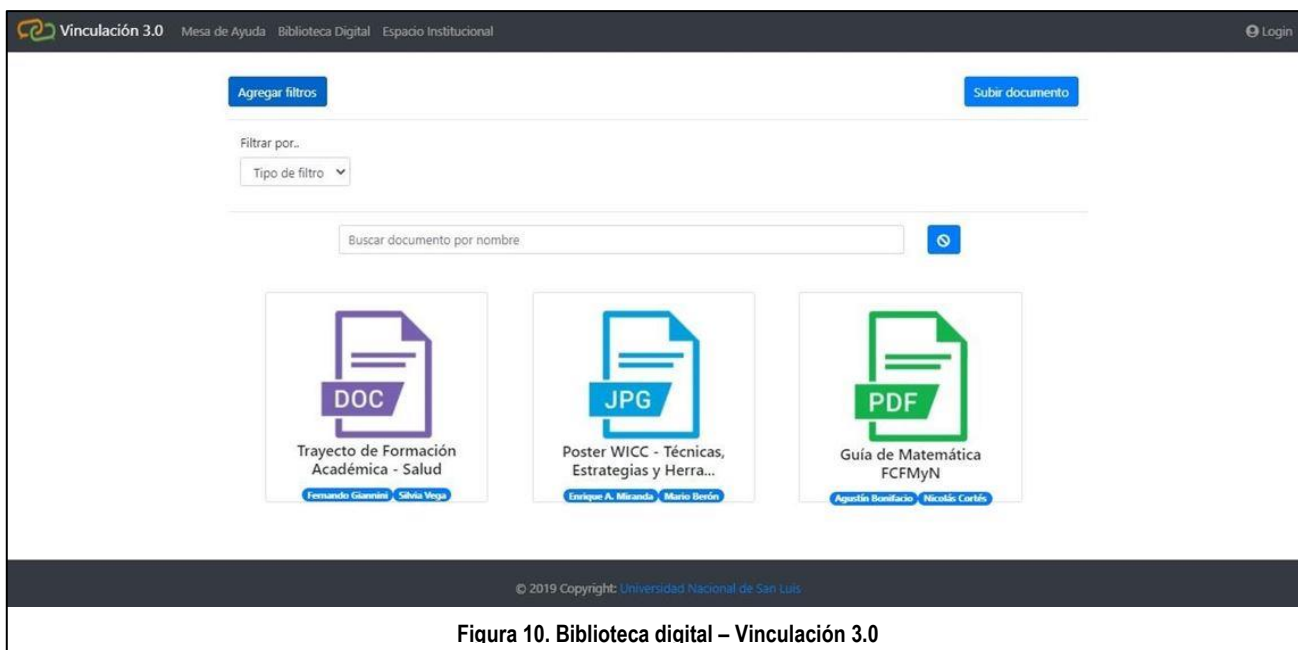 Vinculación 3.0 Mesa de Ayuda Biblioteca Digital Espacio Institucional Login
Agregar filtros Subir documento
Filtrar por..
Tipo de filtro
Buscar documento por nombre
DOC
Trayecto de Formación
Académica - Salud
Fernando Giannini Silvia Vega
JPG
Poster WICC - Técnicas,
Estrategias y Herra...
Enrique A. Miranda Mario Berón
PDF
Guía de Matemática
FCFMyN
Agustín Bonifacio Nicolás Cortés
© 2019 Copyright: Universidad Nacional de San Luis
Figura 10. Biblioteca digital – Vinculación 3.0